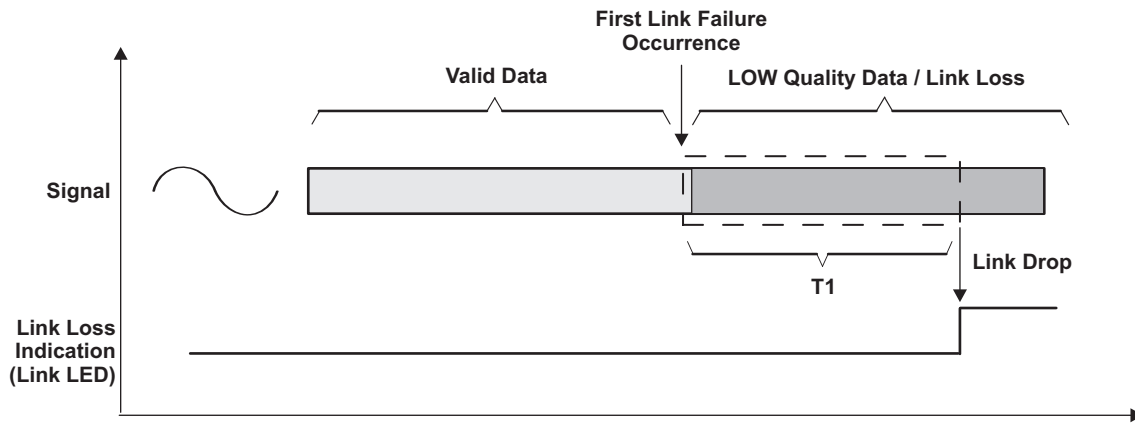 First Link Failure
Occurrence
Valid Data
LOW Quality Data / Link Loss
Signal
T1
Link Drop
Link Loss
Indication
(Link LED)